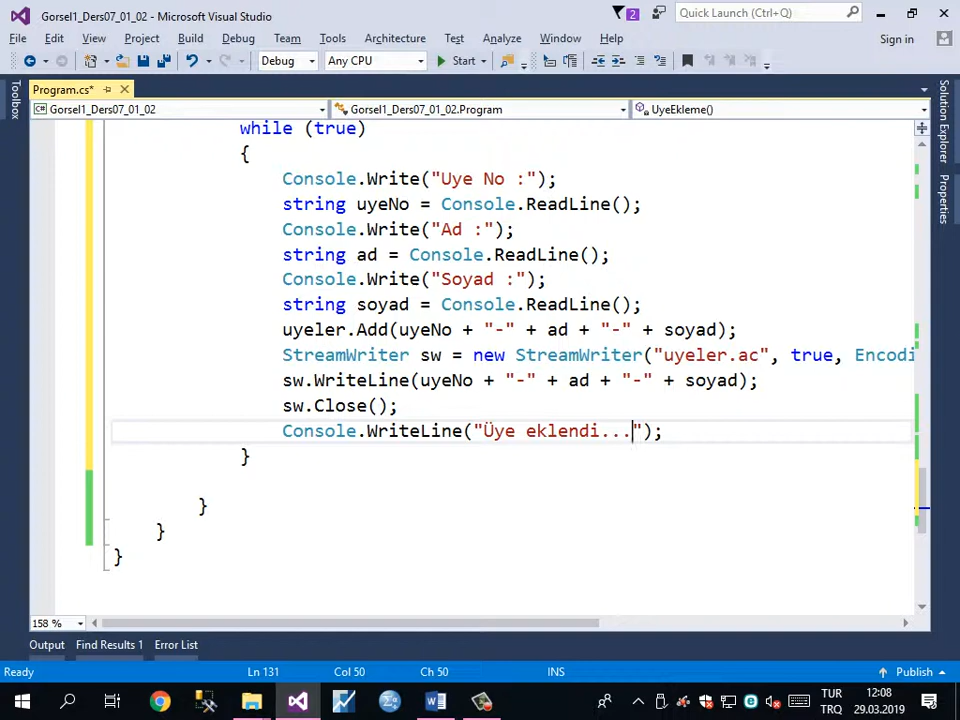 Gorsel1_Ders07_01_02 - Microsoft Visual Studio
2
Quick Launch (Ctrl+Q)
File Edit View Project Build Debug Team Tools Architecture Test Analyze Window Help
Sign in
Debug Any CPU Start
Program.cs*
Gorsel1_Ders07_01_02 Gorsel1_Ders07_01_02.Program UyeEkleme()
Toolbox
Solution Explorer
Properties
while (true)
{
Console.Write("Uye No :");
string uyeNo = Console.ReadLine();
Console.Write("Ad :");
string ad = Console.ReadLine();
Console.Write("Soyad :");
string soyad = Console.ReadLine();
uyeler.Add(uyeNo + "-" + ad + "-" + soyad);
StreamWriter sw = new StreamWriter("uyeler.ac", true, Encodi
sw.WriteLine(uyeNo + "-" + ad + "-" + soyad);
sw.Close();
Console.WriteLine("Üye eklendi...");
}
}
}
}
158 %
Output Find Results 1 Error List
Ready Ln 131 Col 50 Ch 50 INS Publish
TUR 12:08
TRQ 29.03.2019